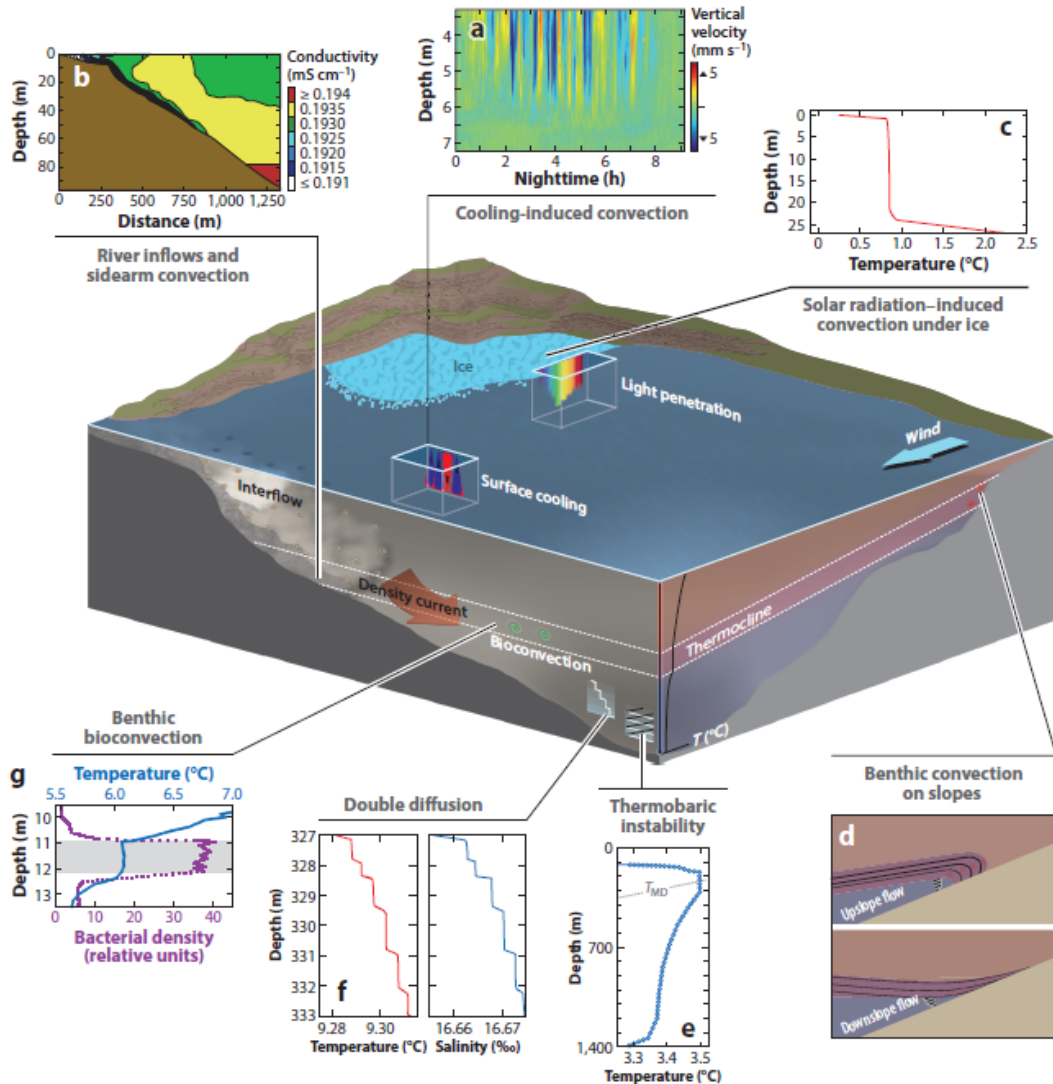 a
Vertical
velocity
(mm s⁻¹)
5
5
Depth (m)
4
5
6
7
0
2
4
6
8
Nighttime (h)
Cooling-induced convection
b
Conductivity
(mS cm⁻¹)
≥ 0.194
0.1935
0.1930
0.1925
0.1920
0.1915
≤ 0.191
Depth (m)
0
20
40
60
80
0
250
500
750
1,000
1,250
Distance (m)
River inflows and
sidearm convection
c
Depth (m)
0
5
10
15
20
25
0
0.5
1.0
1.5
2.0
2.5
Temperature (°C)
Solar radiation–induced
convection under ice
Ice
Light penetration
Wind
Interflow
Surface cooling
Density current
Bioconvection
Thermocline
T (°C)
Benthic
bioconvection
g
Temperature (°C)
5.5
6.0
6.5
7.0
Depth (m)
10
11
12
13
0
10
20
30
40
Bacterial density
(relative units)
Double diffusion
f
Depth (m)
327
328
329
330
331
332
333
9.28
9.30
Temperature (°C)
16.66
16.67
Salinity (‰)
Thermobaric
instability
e
Depth (m)
0
700
1,400
TMD
3.3
3.4
3.5
Temperature (°C)
Benthic convection
on slopes
d
Upslope flow
Downslope flow